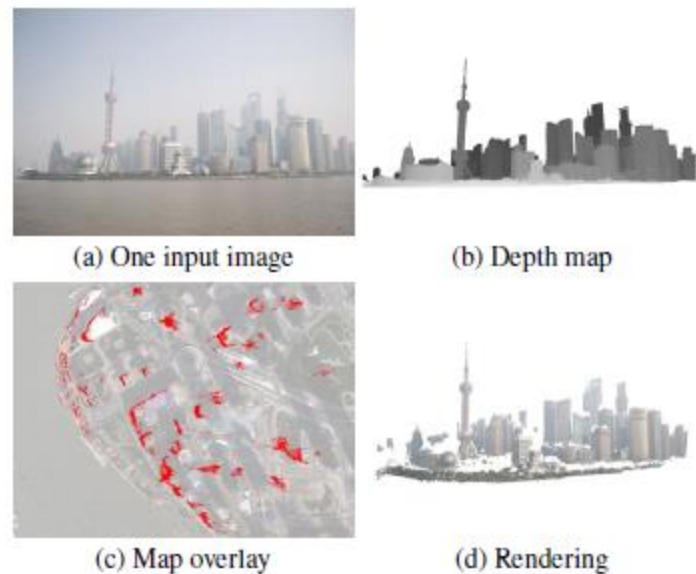 (a) One input image
(b) Depth map
(c) Map overlay
(d) Rendering